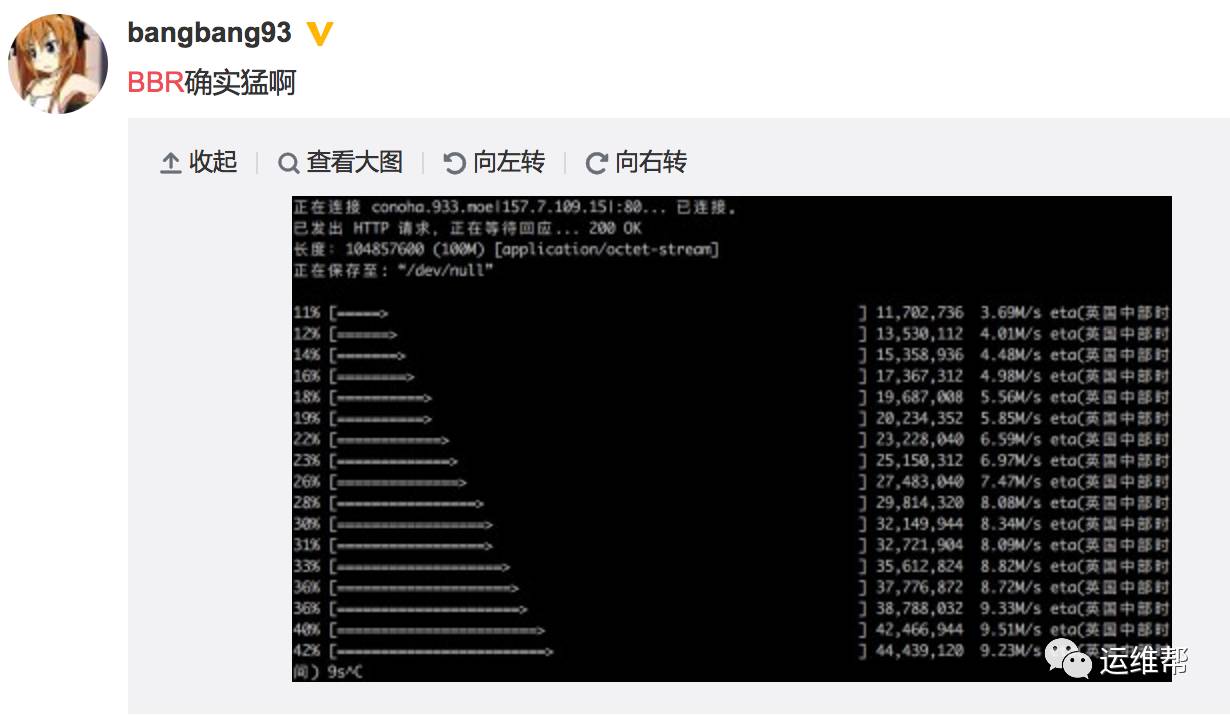 bangbang93
BBR确实猛啊
收起 查看大图 向左转 向右转
正在连接 conoha.933.moe|157.7.109.15|:80... 已连接。
已发出 HTTP 请求，正在等待回应... 200 OK
长度：104857600 (100M) [application/octet-stream]
正在保存至: “/dev/null”
11% [=====> ] 11,702,736 3.69M/s eta(英国中部时
12% [======> ] 13,530,112 4.01M/s eta(英国中部时
14% [=======> ] 15,358,936 4.48M/s eta(英国中部时
16% [========> ] 17,367,312 4.98M/s eta(英国中部时
18% [==========> ] 19,687,008 5.56M/s eta(英国中部时
19% [==========> ] 20,234,352 5.85M/s eta(英国中部时
22% [============> ] 23,228,040 6.59M/s eta(英国中部时
23% [=============> ] 25,150,312 6.97M/s eta(英国中部时
26% [==============> ] 27,483,040 7.47M/s eta(英国中部时
28% [================> ] 29,814,320 8.08M/s eta(英国中部时
30% [=================> ] 32,149,944 8.34M/s eta(英国中部时
31% [=================> ] 32,721,904 8.09M/s eta(英国中部时
33% [===================> ] 35,612,824 8.82M/s eta(英国中部时
36% [====================> ] 37,776,872 8.72M/s eta(英国中部时
36% [=====================> ] 38,788,032 9.33M/s eta(英国中部时
40% [=======================> ] 42,466,944 9.51M/s eta(英国中部时
42% [========================> ] 44,439,120 9.23M/s eta(英国中部时
间) 9s^C
运维帮